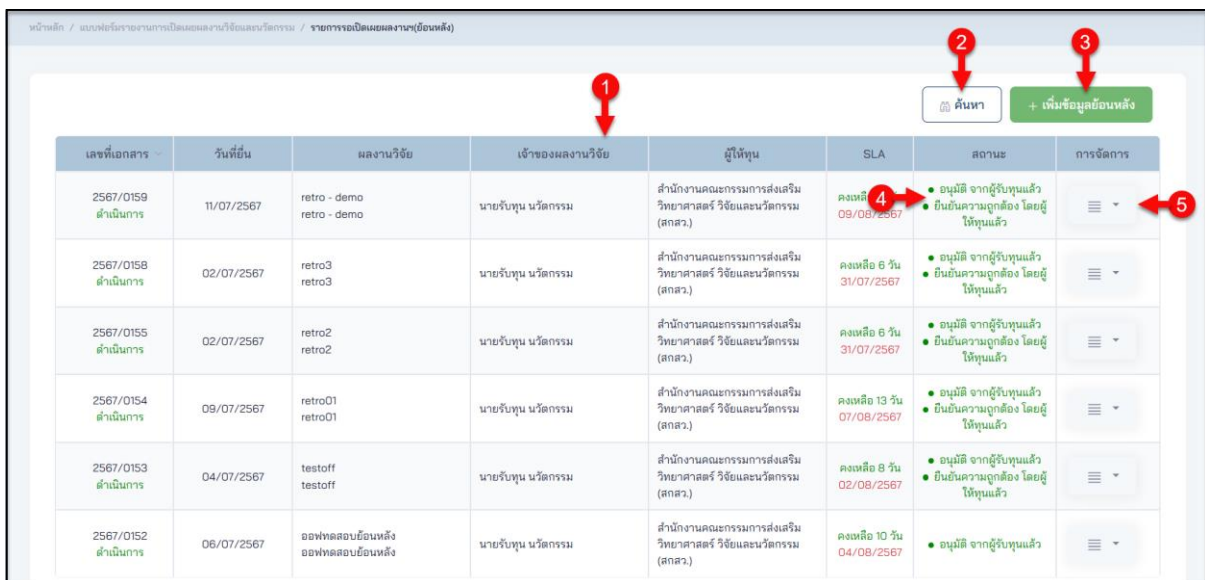 หน้าหลัก / แบบฟอร์มรายงานการเปิดเผยผลงานวิจัยและนวัตกรรม / รายการรอเปิดเผยผลงานฯ(ย้อนหลัง)
1
2
3
ค้นหา
+ เพิ่มข้อมูลย้อนหลัง
เลขที่เอกสาร วันที่ยื่น ผลงานวิจัย เจ้าของผลงานวิจัย ผู้ให้ทุน SLA สถานะ การจัดการ
2567/0159
ดำเนินการ
11/07/2567
retro - demo
retro - demo
นายรับทุน นวัตกรรม
สำนักงานคณะกรรมการส่งเสริม
วิทยาศาสตร์ วิจัยและนวัตกรรม
(สกสว.)
09/08/2567
4
● อนุมัติ จากผู้รับทุนแล้ว
● ยืนยันความถูกต้อง โดยผู้
ให้ทุนแล้ว
5
2567/0158
ดำเนินการ
02/07/2567
retro3
retro3
นายรับทุน นวัตกรรม
สำนักงานคณะกรรมการส่งเสริม
วิทยาศาสตร์ วิจัยและนวัตกรรม
(สกสว.)
คงเหลือ 6 วัน
31/07/2567
● อนุมัติ จากผู้รับทุนแล้ว
● ยืนยันความถูกต้อง โดยผู้
ให้ทุนแล้ว
2567/0155
ดำเนินการ
02/07/2567
retro2
retro2
นายรับทุน นวัตกรรม
สำนักงานคณะกรรมการส่งเสริม
วิทยาศาสตร์ วิจัยและนวัตกรรม
(สกสว.)
คงเหลือ 6 วัน
31/07/2567
● อนุมัติ จากผู้รับทุนแล้ว
● ยืนยันความถูกต้อง โดยผู้
ให้ทุนแล้ว
2567/0154
ดำเนินการ
09/07/2567
retro01
retro01
นายรับทุน นวัตกรรม
สำนักงานคณะกรรมการส่งเสริม
วิทยาศาสตร์ วิจัยและนวัตกรรม
(สกสว.)
คงเหลือ 13 วัน
07/08/2567
● อนุมัติ จากผู้รับทุนแล้ว
● ยืนยันความถูกต้อง โดยผู้
ให้ทุนแล้ว
2567/0153
ดำเนินการ
04/07/2567
testoff
testoff
นายรับทุน นวัตกรรม
สำนักงานคณะกรรมการส่งเสริม
วิทยาศาสตร์ วิจัยและนวัตกรรม
(สกสว.)
คงเหลือ 8 วัน
02/08/2567
● อนุมัติ จากผู้รับทุนแล้ว
● ยืนยันความถูกต้อง โดยผู้
ให้ทุนแล้ว
2567/0152
ดำเนินการ
06/07/2567
ออฟทดสอบย้อนหลัง
ออฟทดสอบย้อนหลัง
นายรับทุน นวัตกรรม
สำนักงานคณะกรรมการส่งเสริม
วิทยาศาสตร์ วิจัยและนวัตกรรม
(สกสว.)
คงเหลือ 10 วัน
04/08/2567
● อนุมัติ จากผู้รับทุนแล้ว